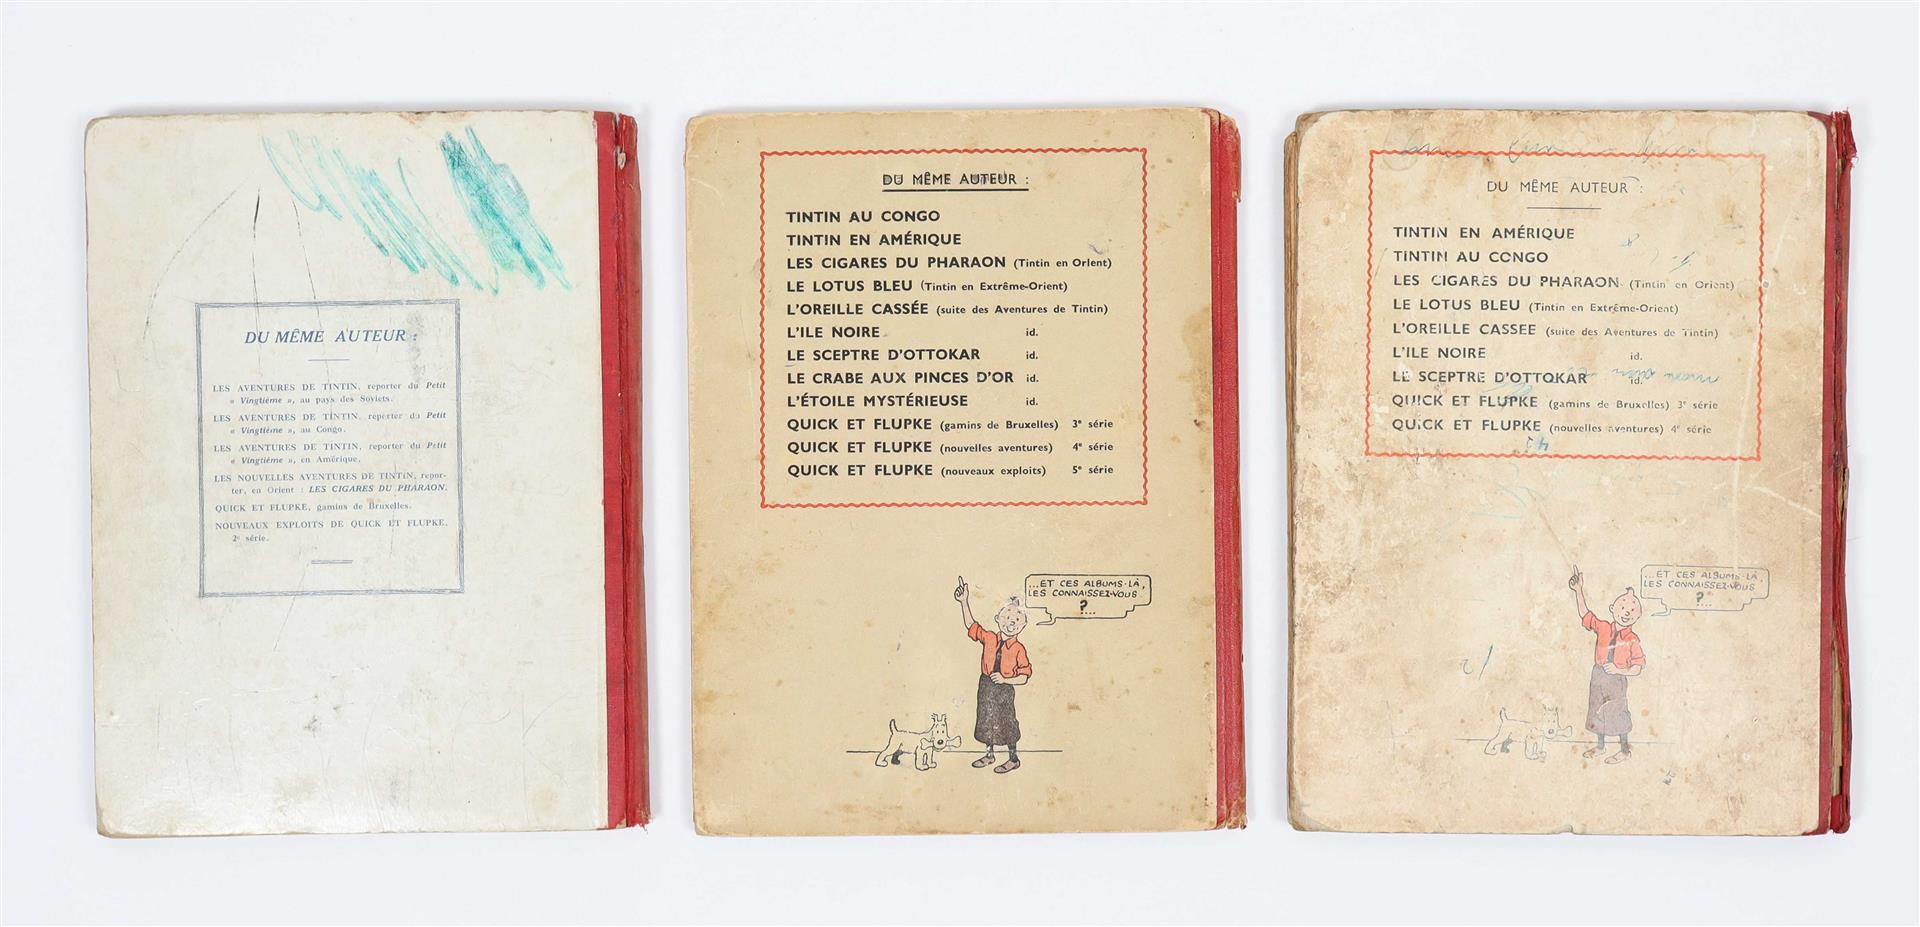 DU MÊME AUTEUR :
LES AVENTURES DE TINTIN, reporter du Petit
« Vingtième », au pays des Soviets.
LES AVENTURES DE TINTIN, reporter du Petit
« Vingtième », au Congo.
LES AVENTURES DE TINTIN, reporter du Petit
« Vingtième », en Amérique.
LES NOUVELLES AVENTURES DE TINTIN, repor-
ter, en Orient : LES CIGARES DU PHARAON.
QUICK ET FLUPKE, gamins de Bruxelles.
NOUVEAUX EXPLOITS DE QUICK ET FLUPKE,
2e série.
DU MÊME AUTEUR :
TINTIN AU CONGO
TINTIN EN AMÉRIQUE
LES CIGARES DU PHARAON (Tintin en Orient)
LE LOTUS BLEU (Tintin en Extrême-Orient)
L'OREILLE CASSÉE (suite des Aventures de Tintin)
L'ILE NOIRE id.
LE SCEPTRE D'OTTOKAR id.
LE CRABE AUX PINCES D'OR id.
L'ÉTOILE MYSTÉRIEUSE id.
QUICK ET FLUPKE (gamins de Bruxelles) 3e série
QUICK ET FLUPKE (nouvelles aventures) 4e série
QUICK ET FLUPKE (nouveaux exploits) 5e série
...ET CES ALBUMS-LÀ,
LES CONNAISSEZ-VOUS
?...
DU MÊME AUTEUR :
TINTIN EN AMÉRIQUE
TINTIN AU CONGO
LES CIGARES DU PHARAON (Tintin en Orient)
LE LOTUS BLEU (Tintin en Extrême-Orient)
L'OREILLE CASSEE (suite des Aventures de Tintin)
L'ILE NOIRE id.
LE SCEPTRE D'OTTOKAR id.
QUICK ET FLUPKE (gamins de Bruxelles) 3e série
QUICK ET FLUPKE (nouvelles aventures) 4e série
...ET CES ALBUMS-LÀ,
LES CONNAISSEZ-VOUS
?...
12